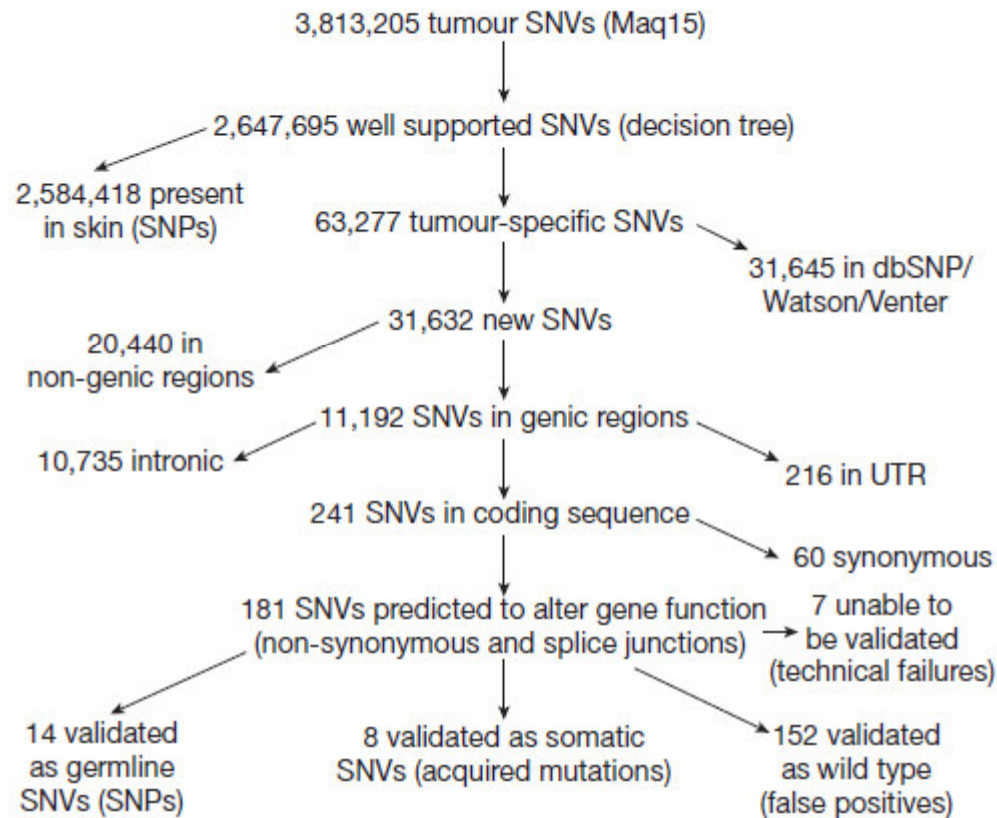 3,813,205 tumour SNVs (Maq15)
2,647,695 well supported SNVs (decision tree)
2,584,418 present
in skin (SNPs)
63,277 tumour-specific SNVs
31,645 in dbSNP/
Watson/Venter
31,632 new SNVs
20,440 in
non-genic regions
11,192 SNVs in genic regions
10,735 intronic
216 in UTR
241 SNVs in coding sequence
60 synonymous
181 SNVs predicted to alter gene function
(non-synonymous and splice junctions)
7 unable to
be validated
(technical failures)
14 validated
as germline
SNVs (SNPs)
8 validated as somatic
SNVs (acquired mutations)
152 validated
as wild type
(false positives)